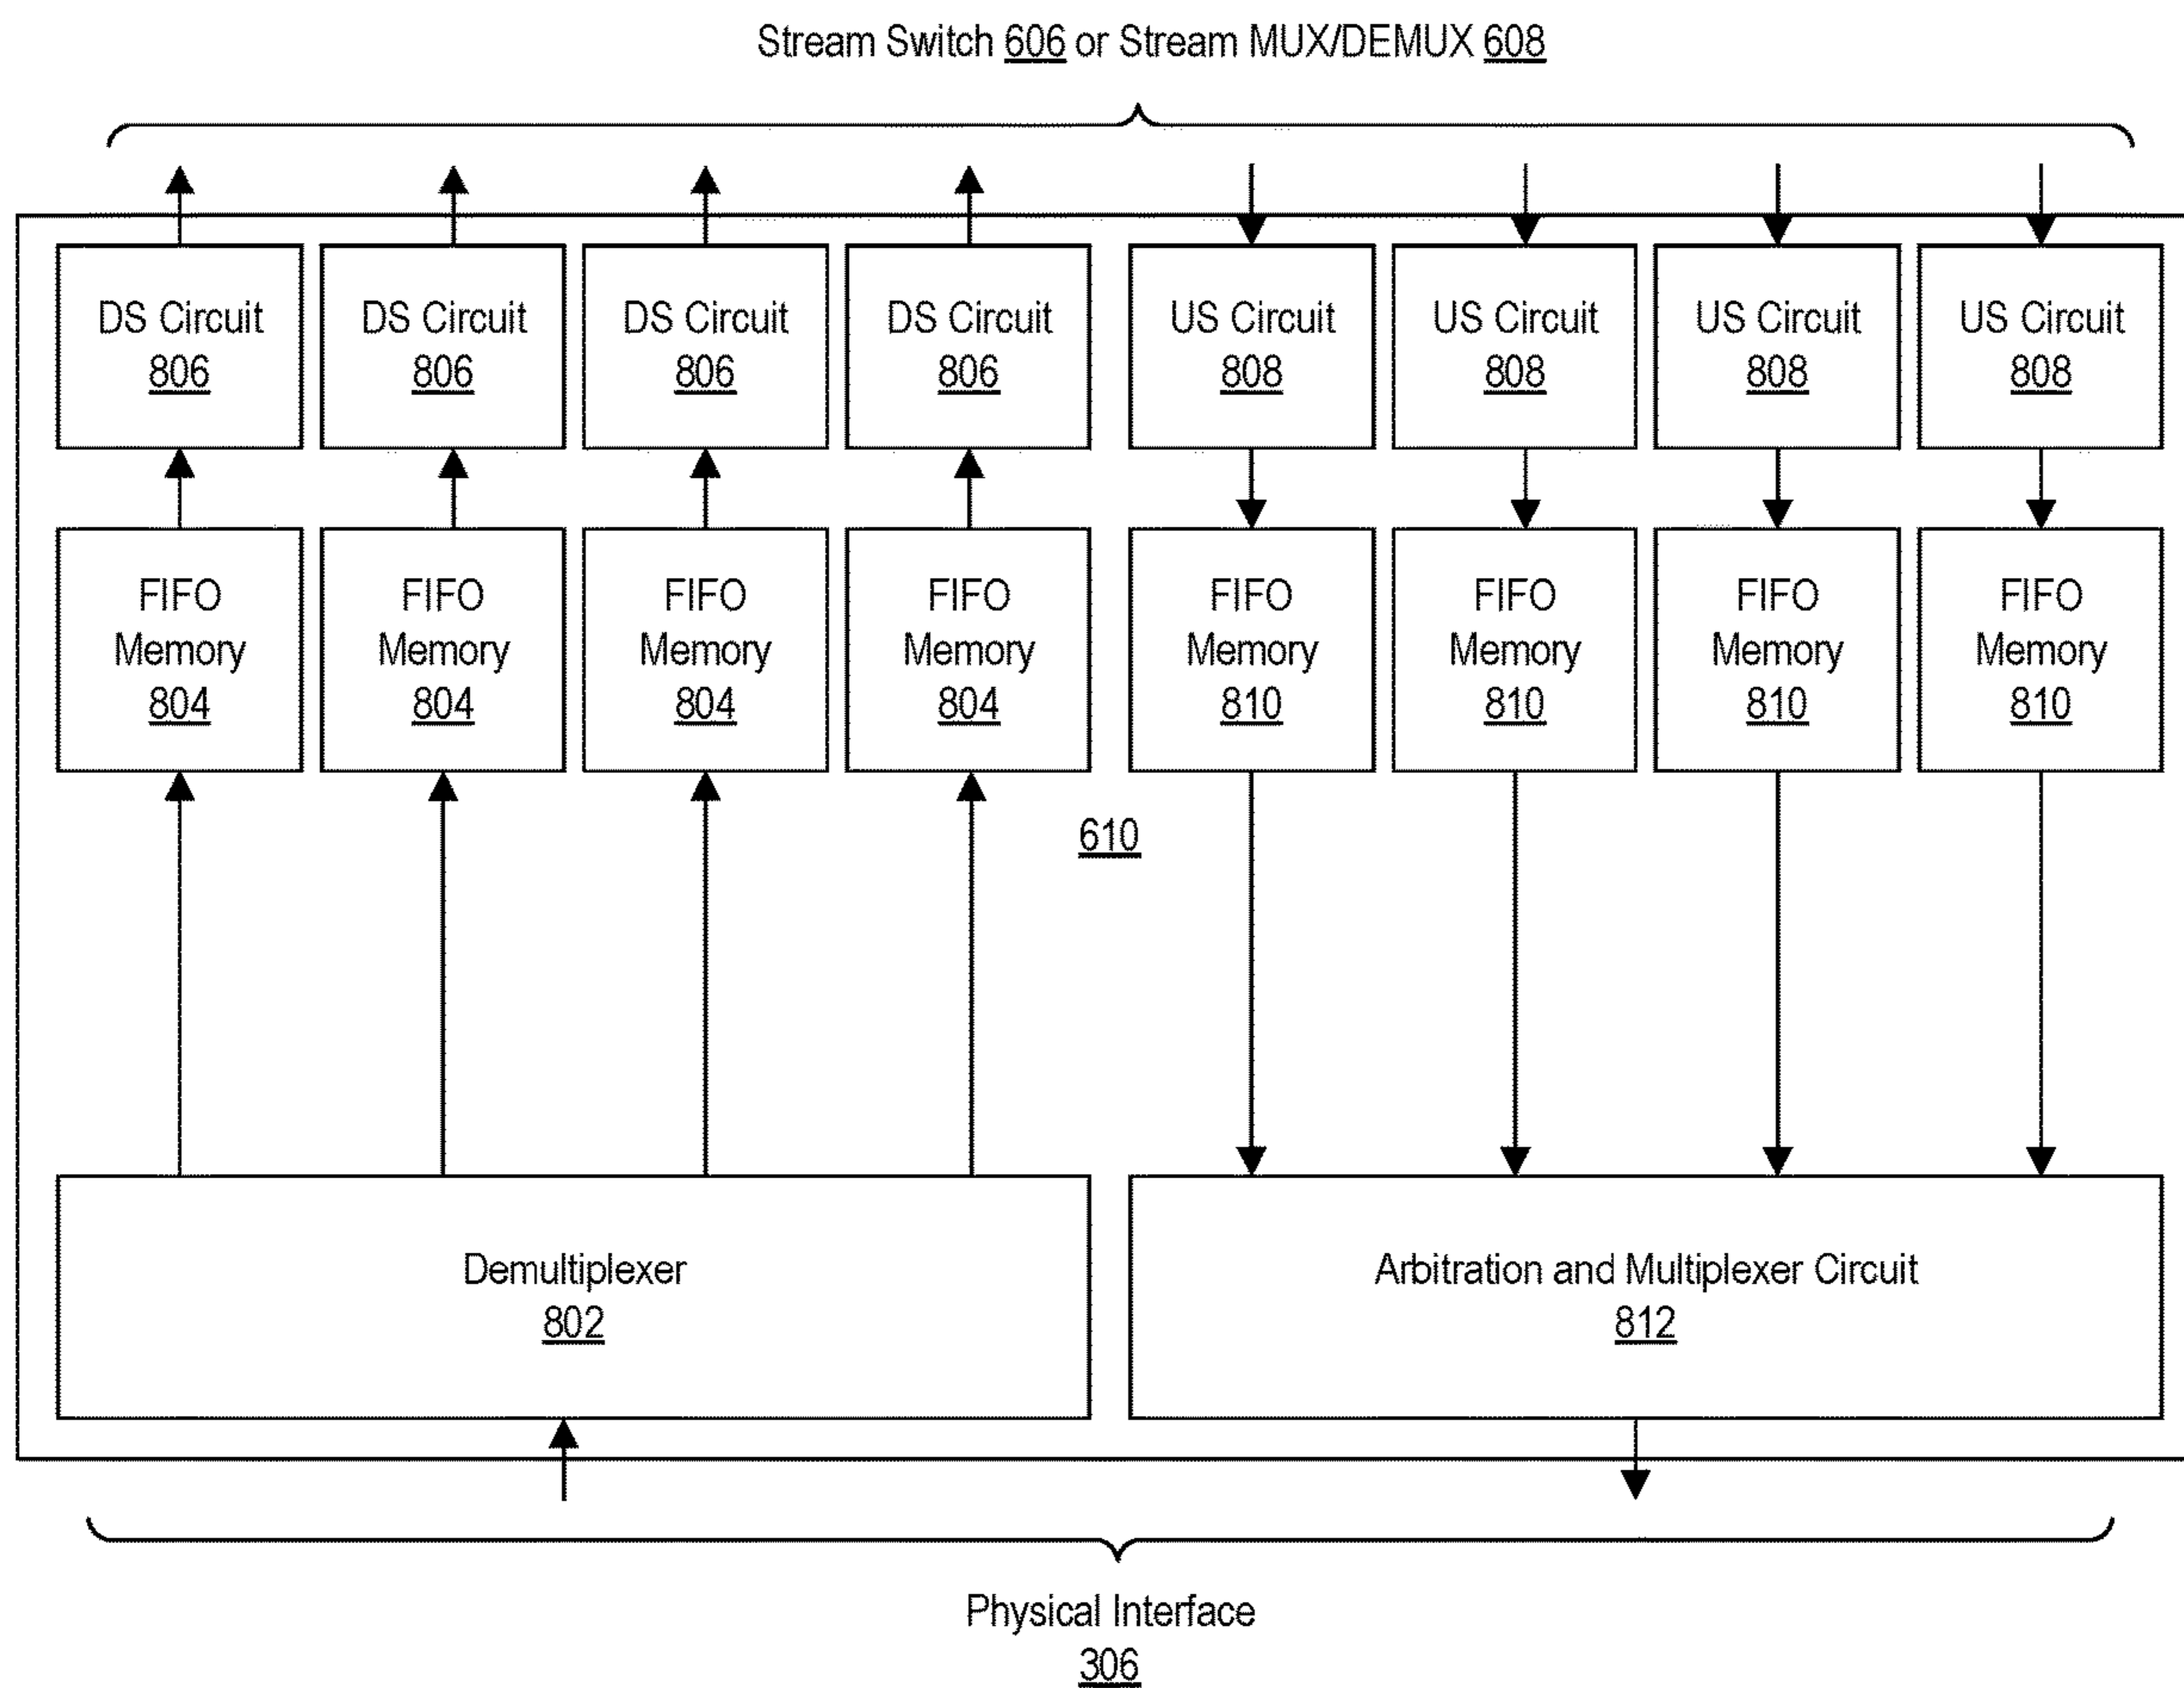 Stream Switch 606 or Stream MUX/DEMUX 608
DS Circuit
806
DS Circuit
806
DS Circuit
806
DS Circuit
806
US Circuit
808
US Circuit
808
US Circuit
808
US Circuit
808
FIFO
Memory
804
FIFO
Memory
804
FIFO
Memory
804
FIFO
Memory
804
FIFO
Memory
810
FIFO
Memory
810
FIFO
Memory
810
FIFO
Memory
810
610
Demultiplexer
802
Arbitration and Multiplexer Circuit
812
Physical Interface
306